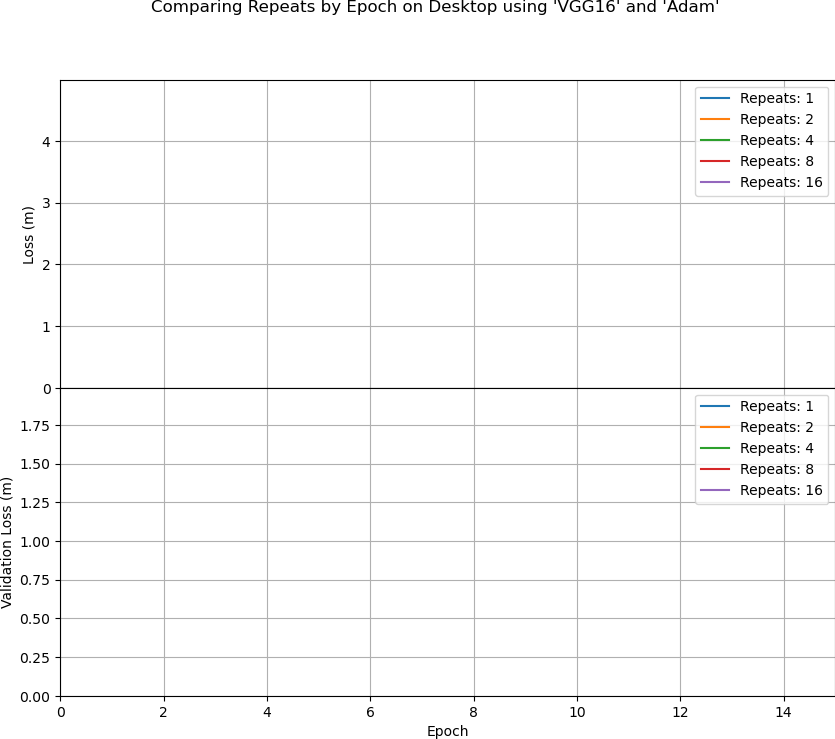 Comparing Repeats by Epoch on Desktop using 'VGG16' and 'Adam'
Repeats: 1
Repeats: 2
Repeats: 4
Repeats: 8
Repeats: 16
4
3
2
1
0
Loss (m)
Repeats: 1
Repeats: 2
Repeats: 4
Repeats: 8
Repeats: 16
1.75
1.50
1.25
1.00
0.75
0.50
0.25
0.00
Validation Loss (m)
0 2 4 6 8 10 12 14
Epoch